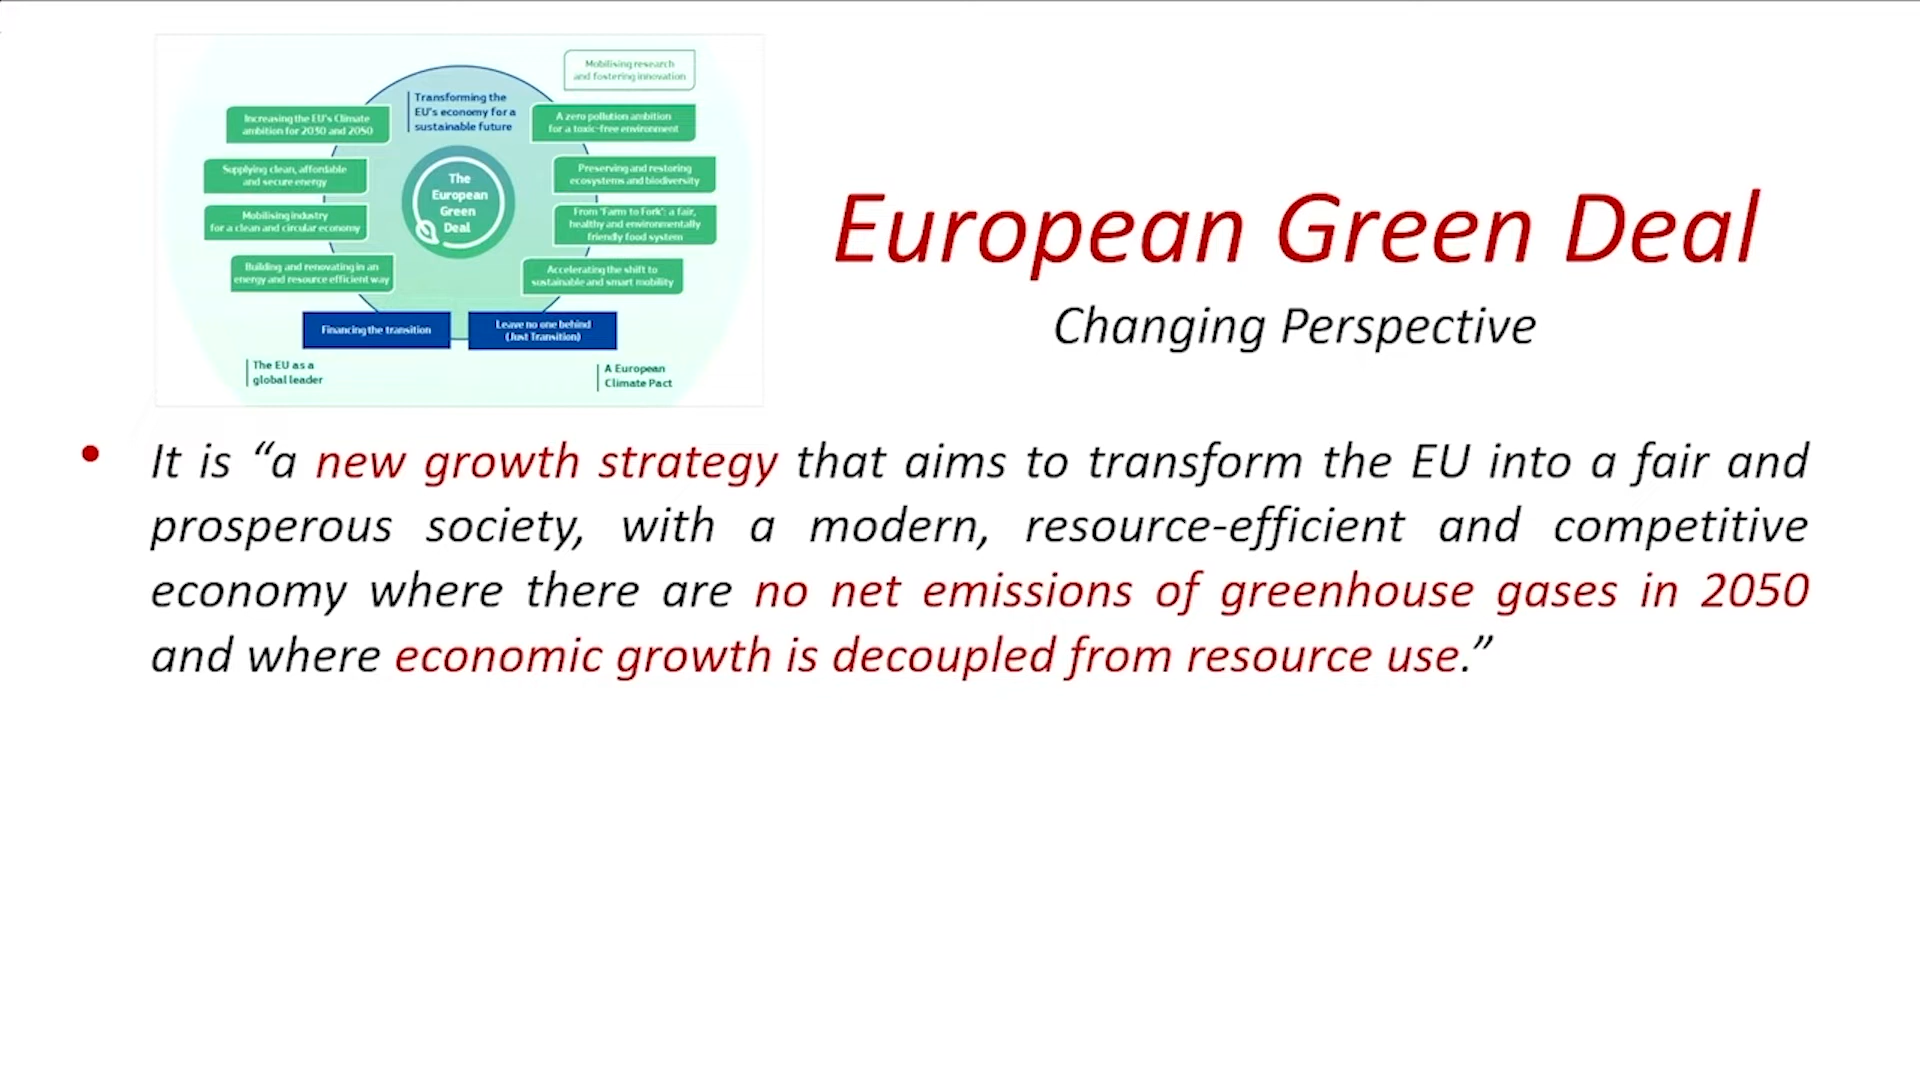 Mobilising research
and fostering innovation
Transforming the
EU's economy for a
sustainable future
Increasing the EU's Climate
ambition for 2030 and 2050
A zero pollution ambition
for a toxic-free environment
Supplying clean, affordable
and secure energy
Preserving and restoring
ecosystems and biodiversity
Mobilising industry
for a clean and circular economy
From 'Farm to Fork': a fair,
healthy and environmentally
friendly food system
Building and renovating in an
energy and resource efficient way
Accelerating the shift to
sustainable and smart mobility
The
European
Green
Deal
Financing the transition
Leave no one behind
(Just Transition)
The EU as a
global leader
A European
Climate Pact
European Green Deal
Changing Perspective
• It is “a new growth strategy that aims to transform the EU into a fair and
prosperous society, with a modern, resource-efficient and competitive
economy where there are no net emissions of greenhouse gases in 2050
and where economic growth is decoupled from resource use.”